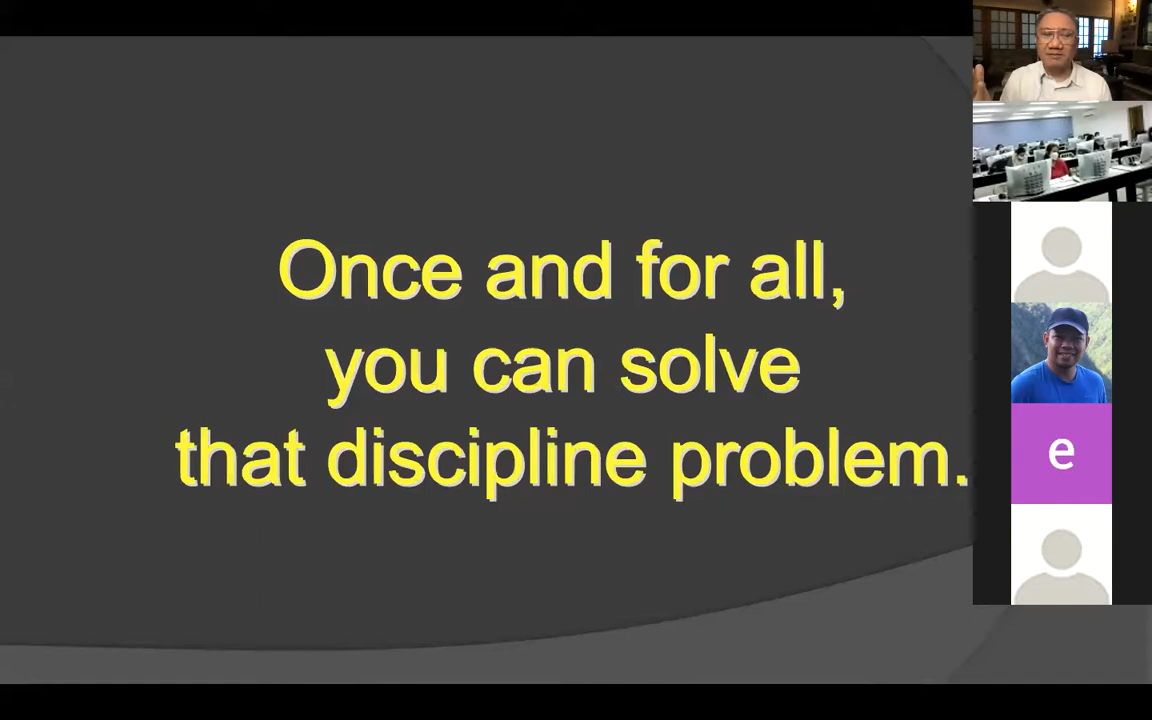 Once and for all,
you can solve
that discipline problem.
e